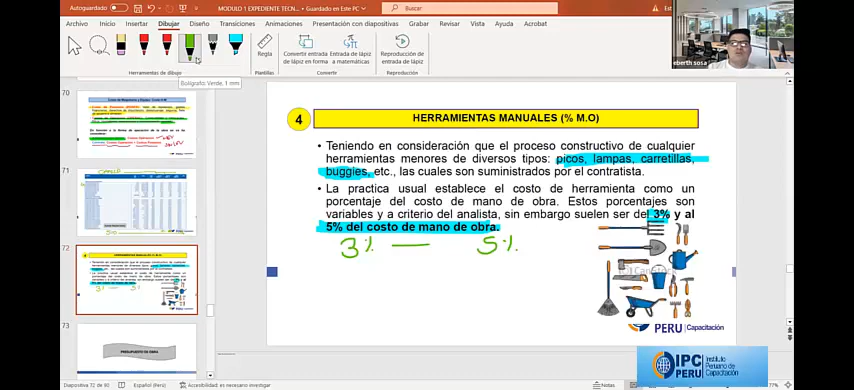 Autoguardado
MODULO 1 EXPEDIENTE TECN... • Guardado en Este PC
Buscar
Archivo Inicio Insertar Dibujar Diseño Transiciones Animaciones Presentación con diapositivas Grabar Revisar Vista Ayuda Acrobat
Regla
Convertir entrada de lápiz en forma
Entrada de lápiz a matemáticas
Reproducción de entrada de lápiz
Herramientas de dibujo Plantillas Convertir Reproducción
Bolígrafo: Verde, 1 mm
eberth sosa
70
71
72
73
PRESUPUESTO DE OBRA
4
HERRAMIENTAS MANUALES (% M.O)
• Teniendo en consideración que el proceso constructivo de cualquier
herramientas menores de diversos tipos: picos, lampas, carretillas,
buggles, etc., las cuales son suministrados por el contratista.
• La practica usual establece el costo de herramienta como un
porcentaje del costo de mano de obra. Estos porcentajes son
variables y a criterio del analista, sin embargo suelen ser del 3% y al
5% del costo de mano de obra.
3% — 5%
PERU Capacitación
IPC PERU
Instituto
Peruano de
Capacitación
Diapositiva 72 de 80 Español (Perú) Accesibilidad: es necesario investigar
Notas
77%